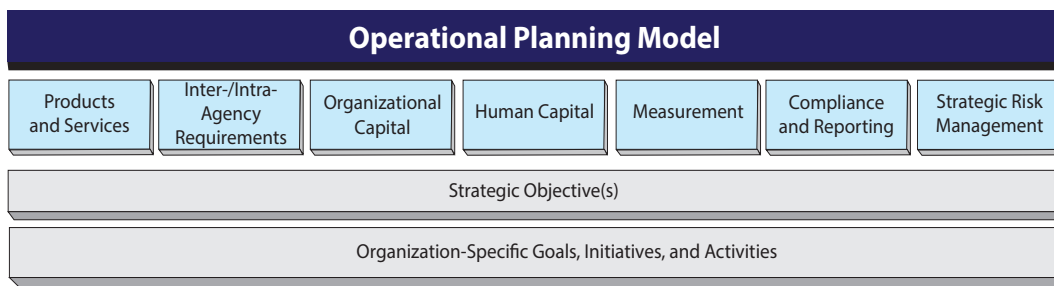 Operational Planning Model
Products
and Services
Inter-/Intra-
Agency
Requirements
Organizational
Capital
Human Capital
Measurement
Compliance
and Reporting
Strategic Risk
Management
Strategic Objective(s)
Organization-Specific Goals, Initiatives, and Activities